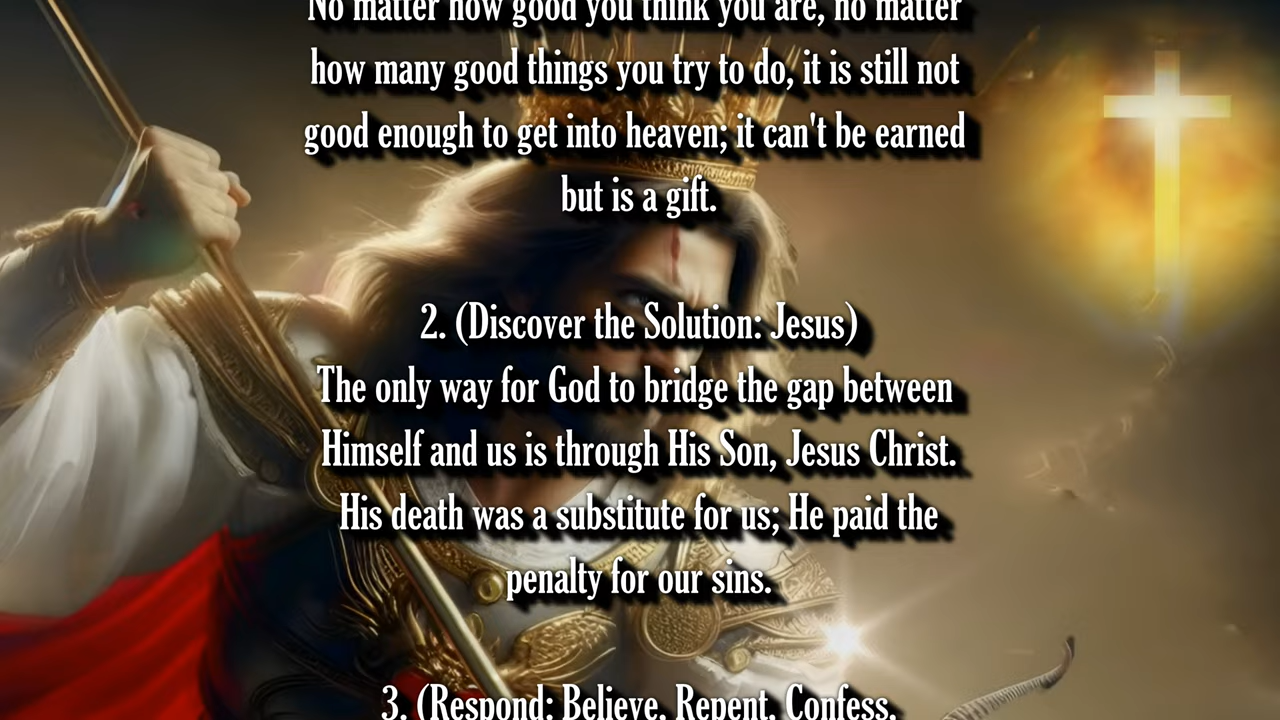 No matter how good you think you are, no matter
how many good things you try to do, it is still not
good enough to get into heaven; it can't be earned
but is a gift.
2. (Discover the Solution: Jesus)
The only way for God to bridge the gap between
Himself and us is through His Son, Jesus Christ.
His death was a substitute for us; He paid the
penalty for our sins.
3. (Respond: Believe, Repent, Confess,